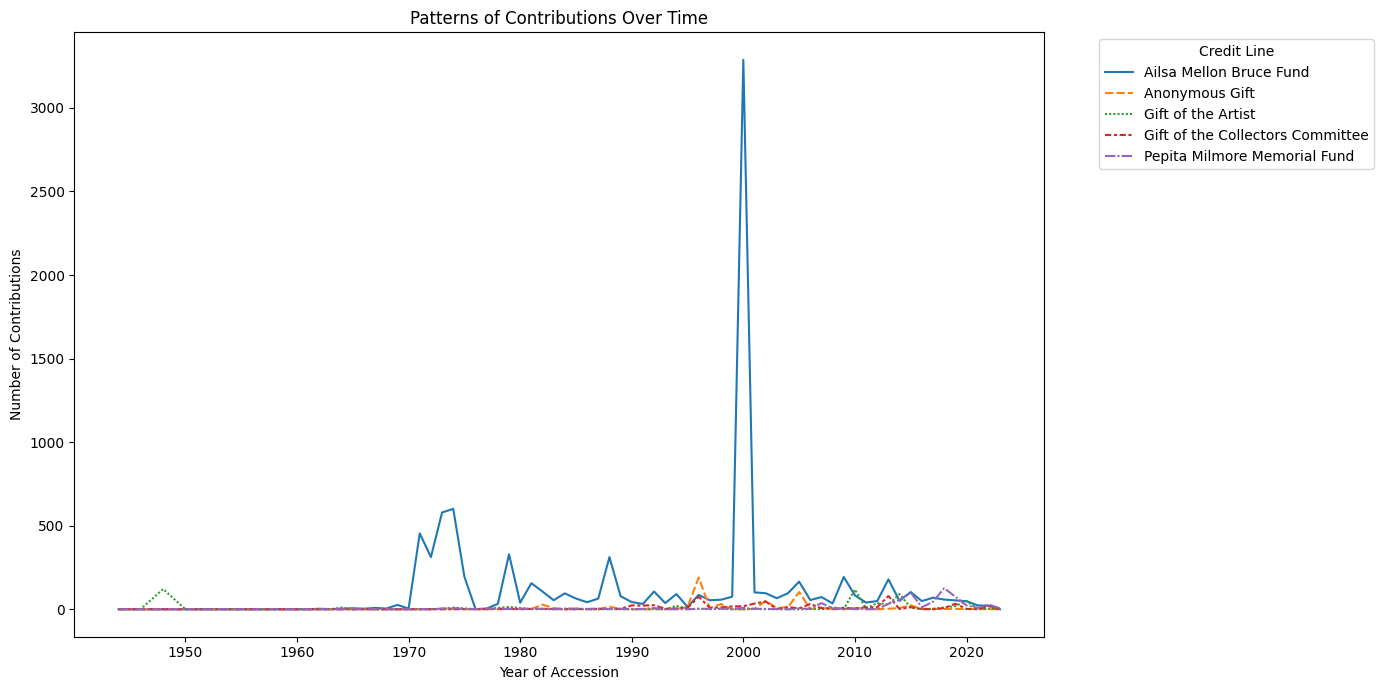 Patterns of Contributions Over Time
Credit Line
Ailsa Mellon Bruce Fund
Anonymous Gift
Gift of the Artist
Gift of the Collectors Committee
Pepita Milmore Memorial Fund
Number of Contributions
3000
2500
2000
1500
1000
500
0
1950 1960 1970 1980 1990 2000 2010 2020
Year of Accession